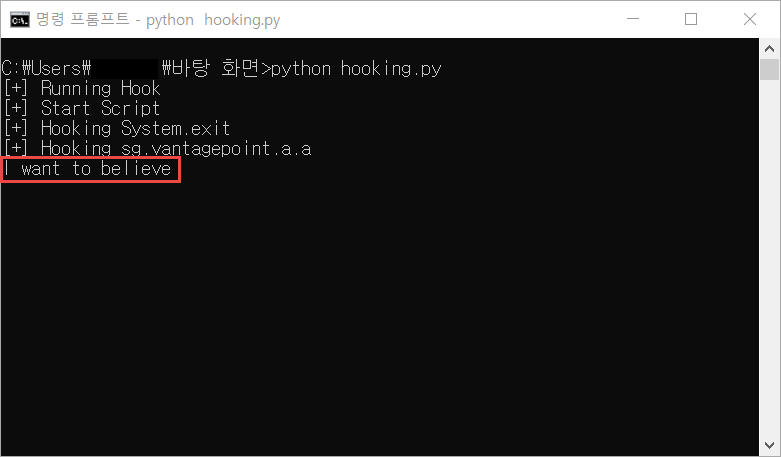 명령 프롬프트 - python  hooking.py
C:₩Users₩ ₩바탕 화면>python hooking.py
[+] Running Hook
[+] Start Script
[+] Hooking System.exit
[+] Hooking sg.vantagepoint.a.a
I want to believe